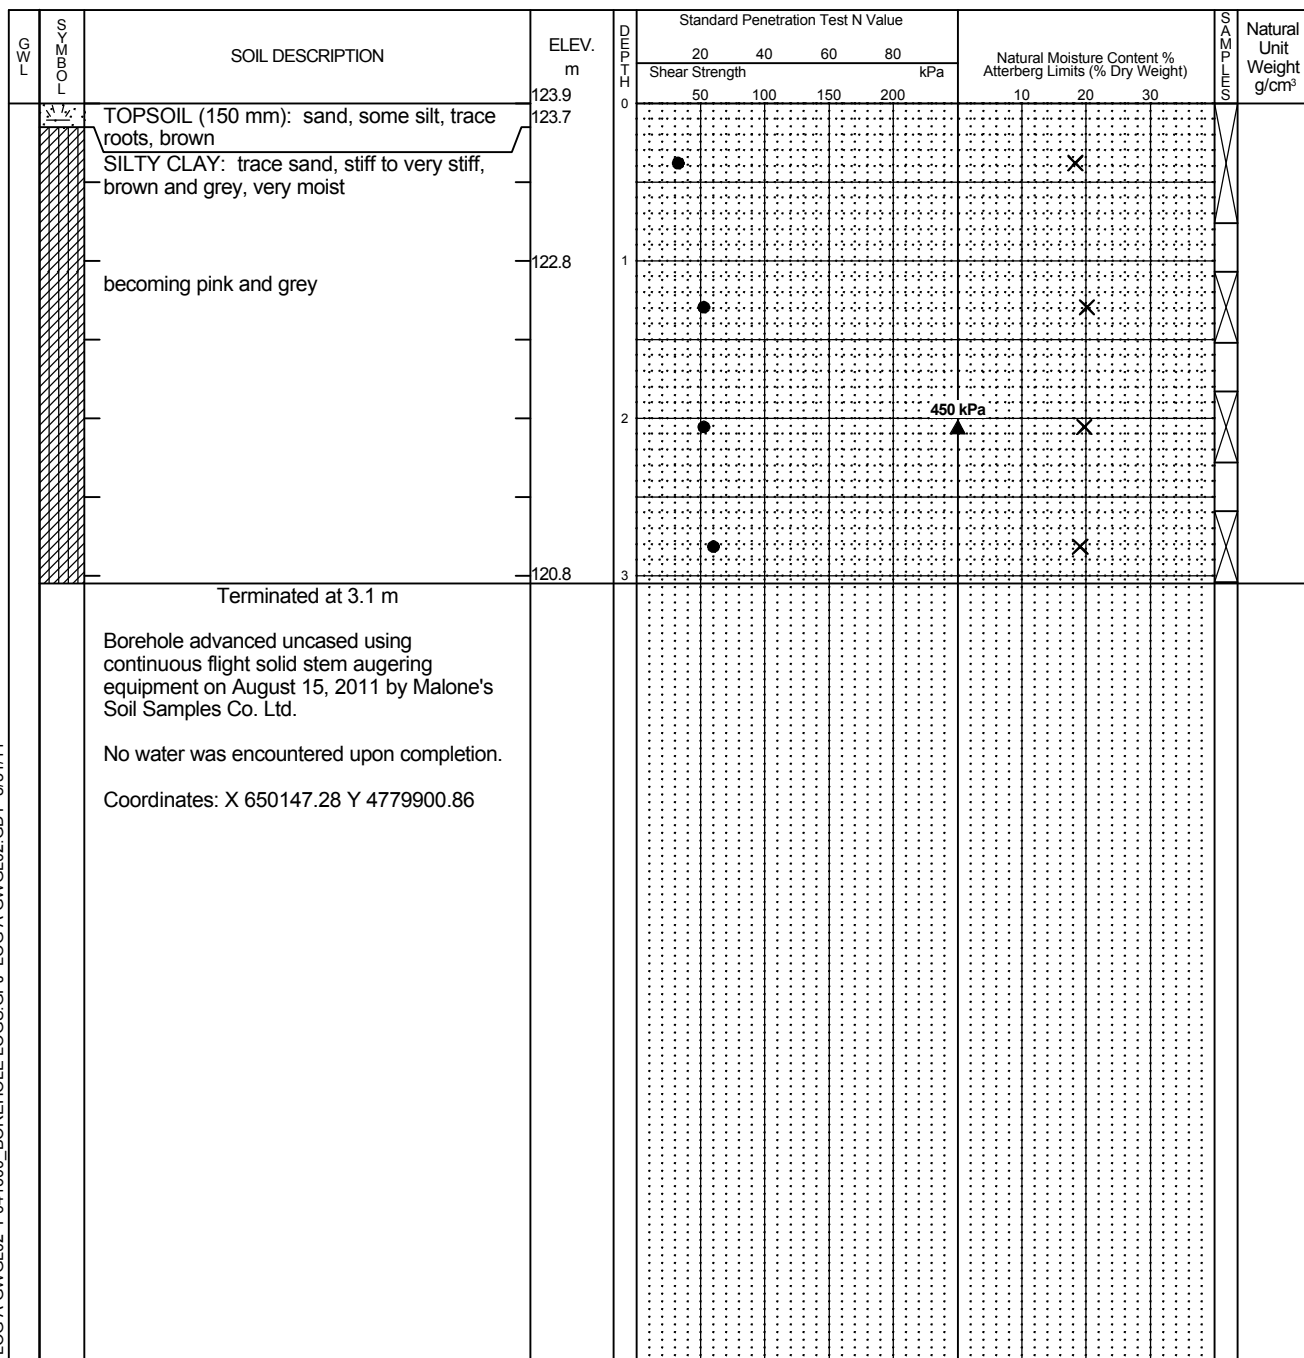 GWL
SYMBOL
SOIL DESCRIPTION
ELEV.
m
DEPTH
Standard Penetration Test N Value
20 40 60 80
Shear Strength kPa
50 100 150 200
Natural Moisture Content %
Atterberg Limits (% Dry Weight)
10 20 30
SAMPLES
Natural
Unit
Weight
g/cm³
123.9
0
TOPSOIL (150 mm): sand, some silt, trace
roots, brown
123.7
SILTY CLAY: trace sand, stiff to very stiff,
brown and grey, very moist
122.8
1
becoming pink and grey
450 kPa
2
120.8
3
Terminated at 3.1 m
Borehole advanced uncased using
continuous flight solid stem augering
equipment on August 15, 2011 by Malone's
Soil Samples Co. Ltd.
No water was encountered upon completion.
Coordinates: X 650147.28 Y 4779900.86